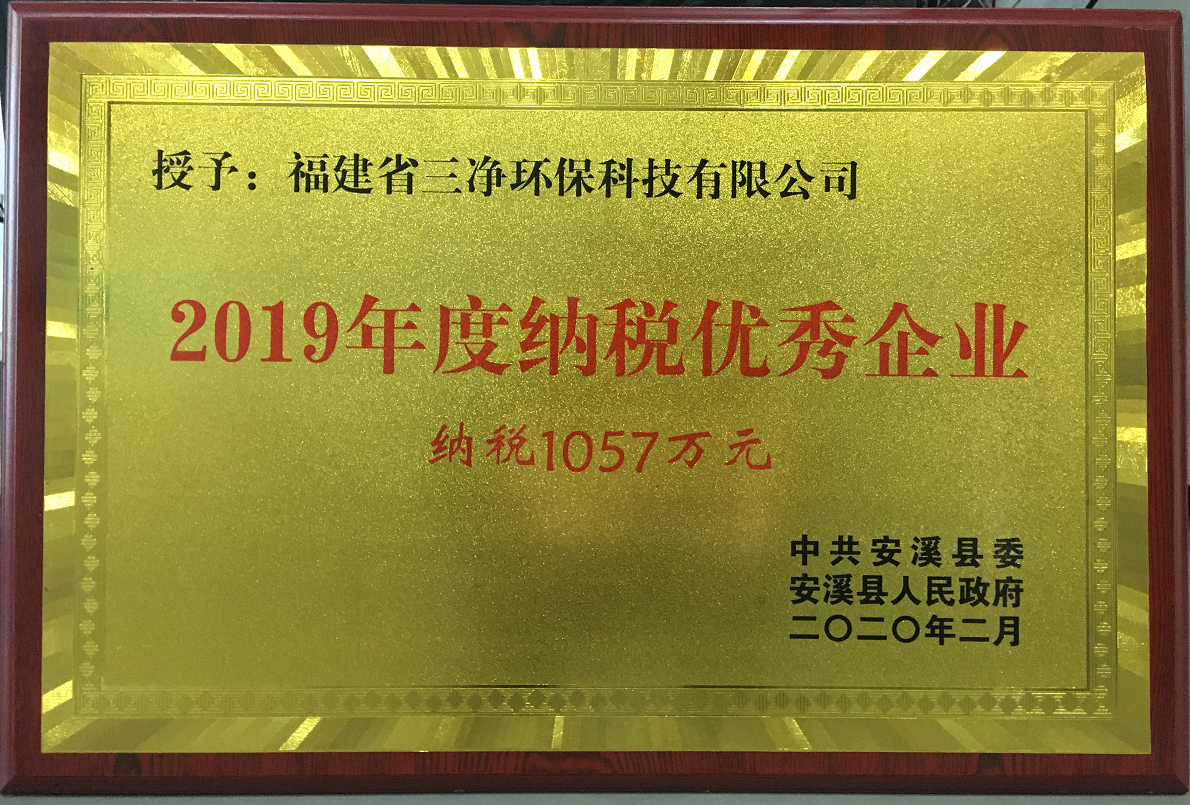 授予：福建省三净环保科技有限公司
2019年度纳税优秀企业
纳税1057万元
中共安溪县委
安溪县人民政府
二〇二〇年二月